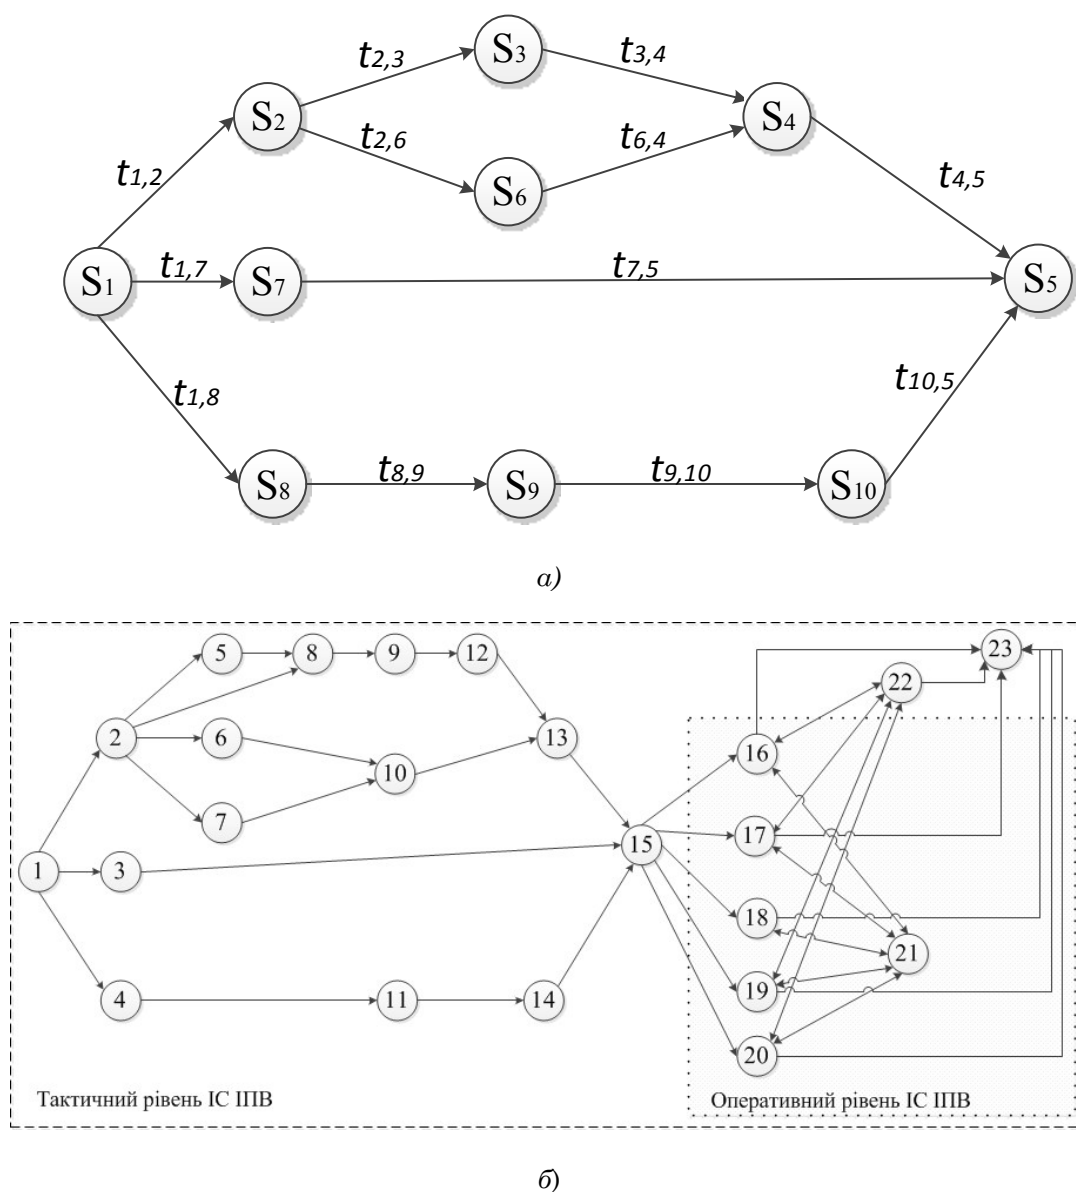 t2,3
S3
t3,4
S2
S4
t2,6
t6,4
t1,2
S6
t4,5
S1
t1,7
S7
t7,5
S5
t1,8
t10,5
S8
t8,9
S9
t9,10
S10
а)
5
8
9
12
23
22
2
6
13
16
10
7
17
15
1
3
18
21
19
4
11
14
20
Тактичний рівень ІС ІПВ
Оперативний рівень ІС ІПВ
б)